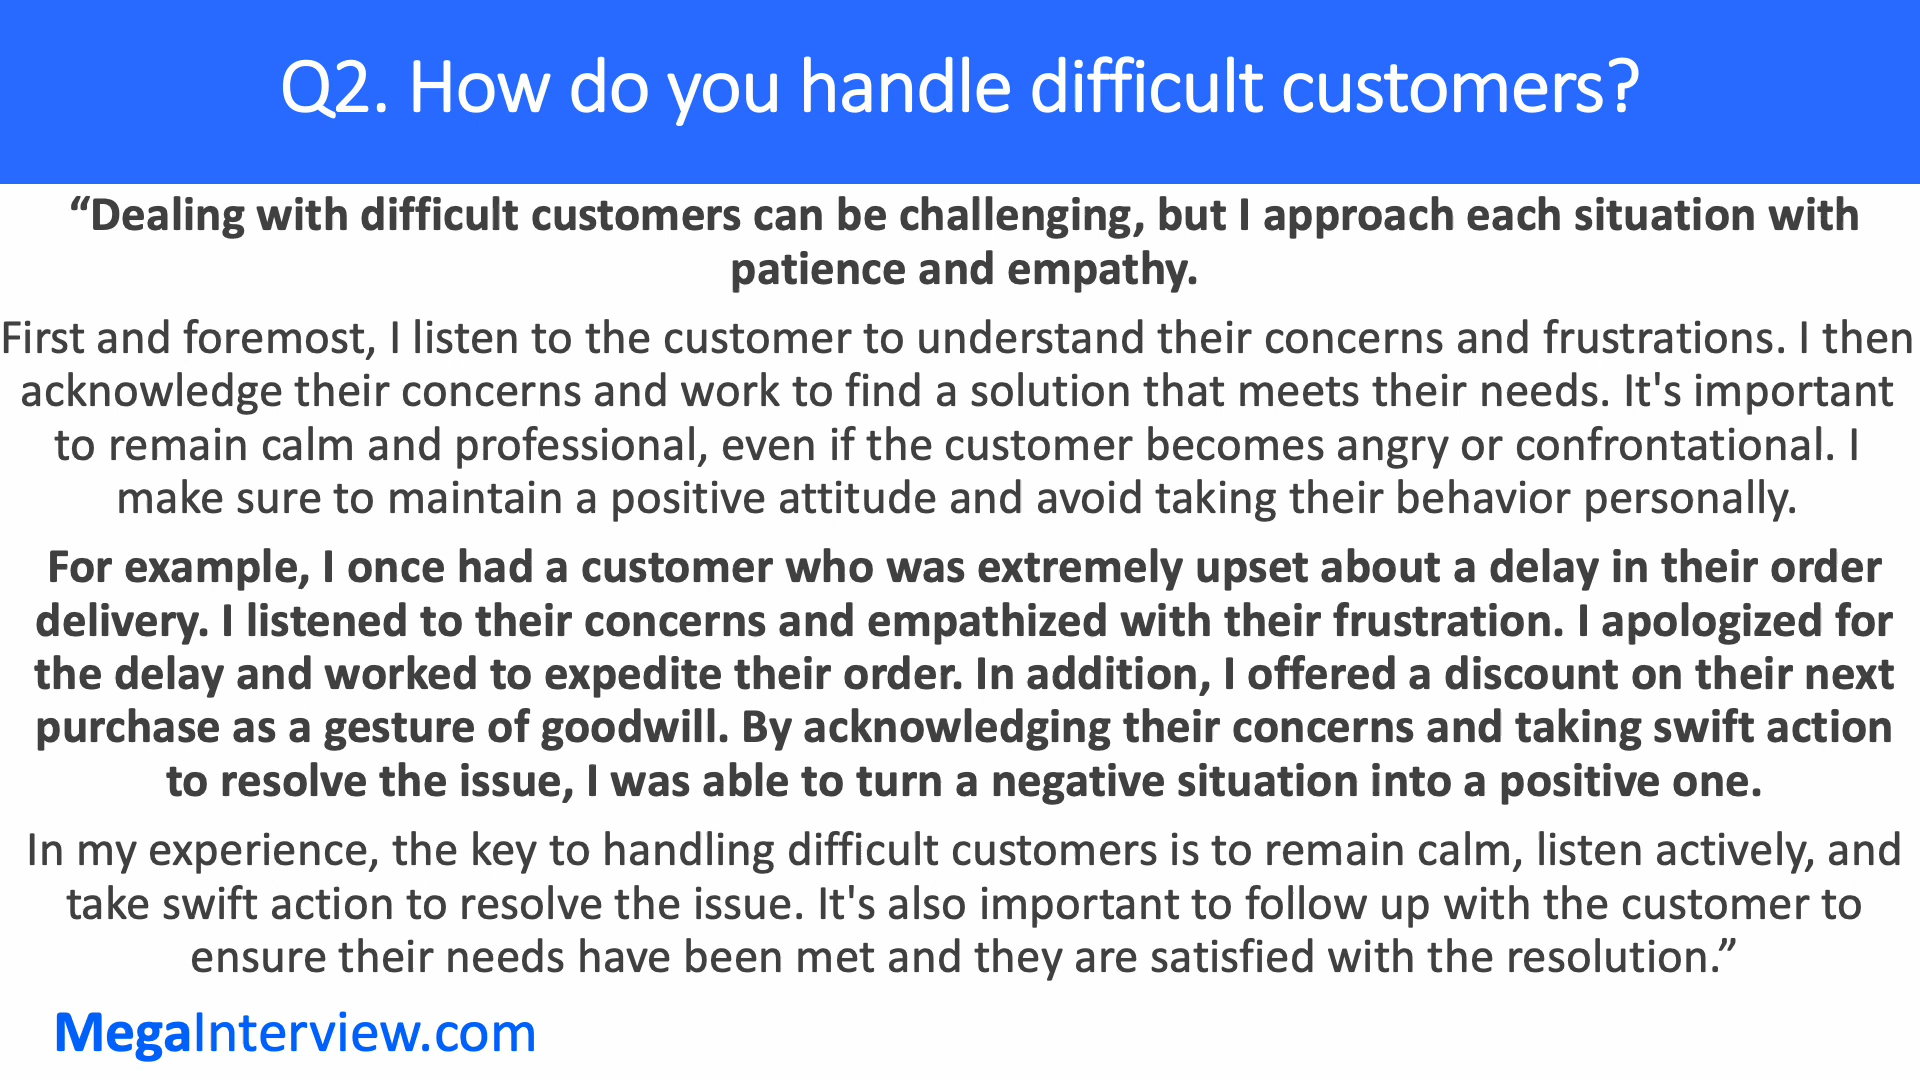 Q2. How do you handle difficult customers?
“Dealing with difficult customers can be challenging, but I approach each situation with
patience and empathy.
First and foremost, I listen to the customer to understand their concerns and frustrations. I then
acknowledge their concerns and work to find a solution that meets their needs. It's important
to remain calm and professional, even if the customer becomes angry or confrontational. I
make sure to maintain a positive attitude and avoid taking their behavior personally.
For example, I once had a customer who was extremely upset about a delay in their order
delivery. I listened to their concerns and empathized with their frustration. I apologized for
the delay and worked to expedite their order. In addition, I offered a discount on their next
purchase as a gesture of goodwill. By acknowledging their concerns and taking swift action
to resolve the issue, I was able to turn a negative situation into a positive one.
In my experience, the key to handling difficult customers is to remain calm, listen actively, and
take swift action to resolve the issue. It's also important to follow up with the customer to
ensure their needs have been met and they are satisfied with the resolution.”
MegaInterview.com